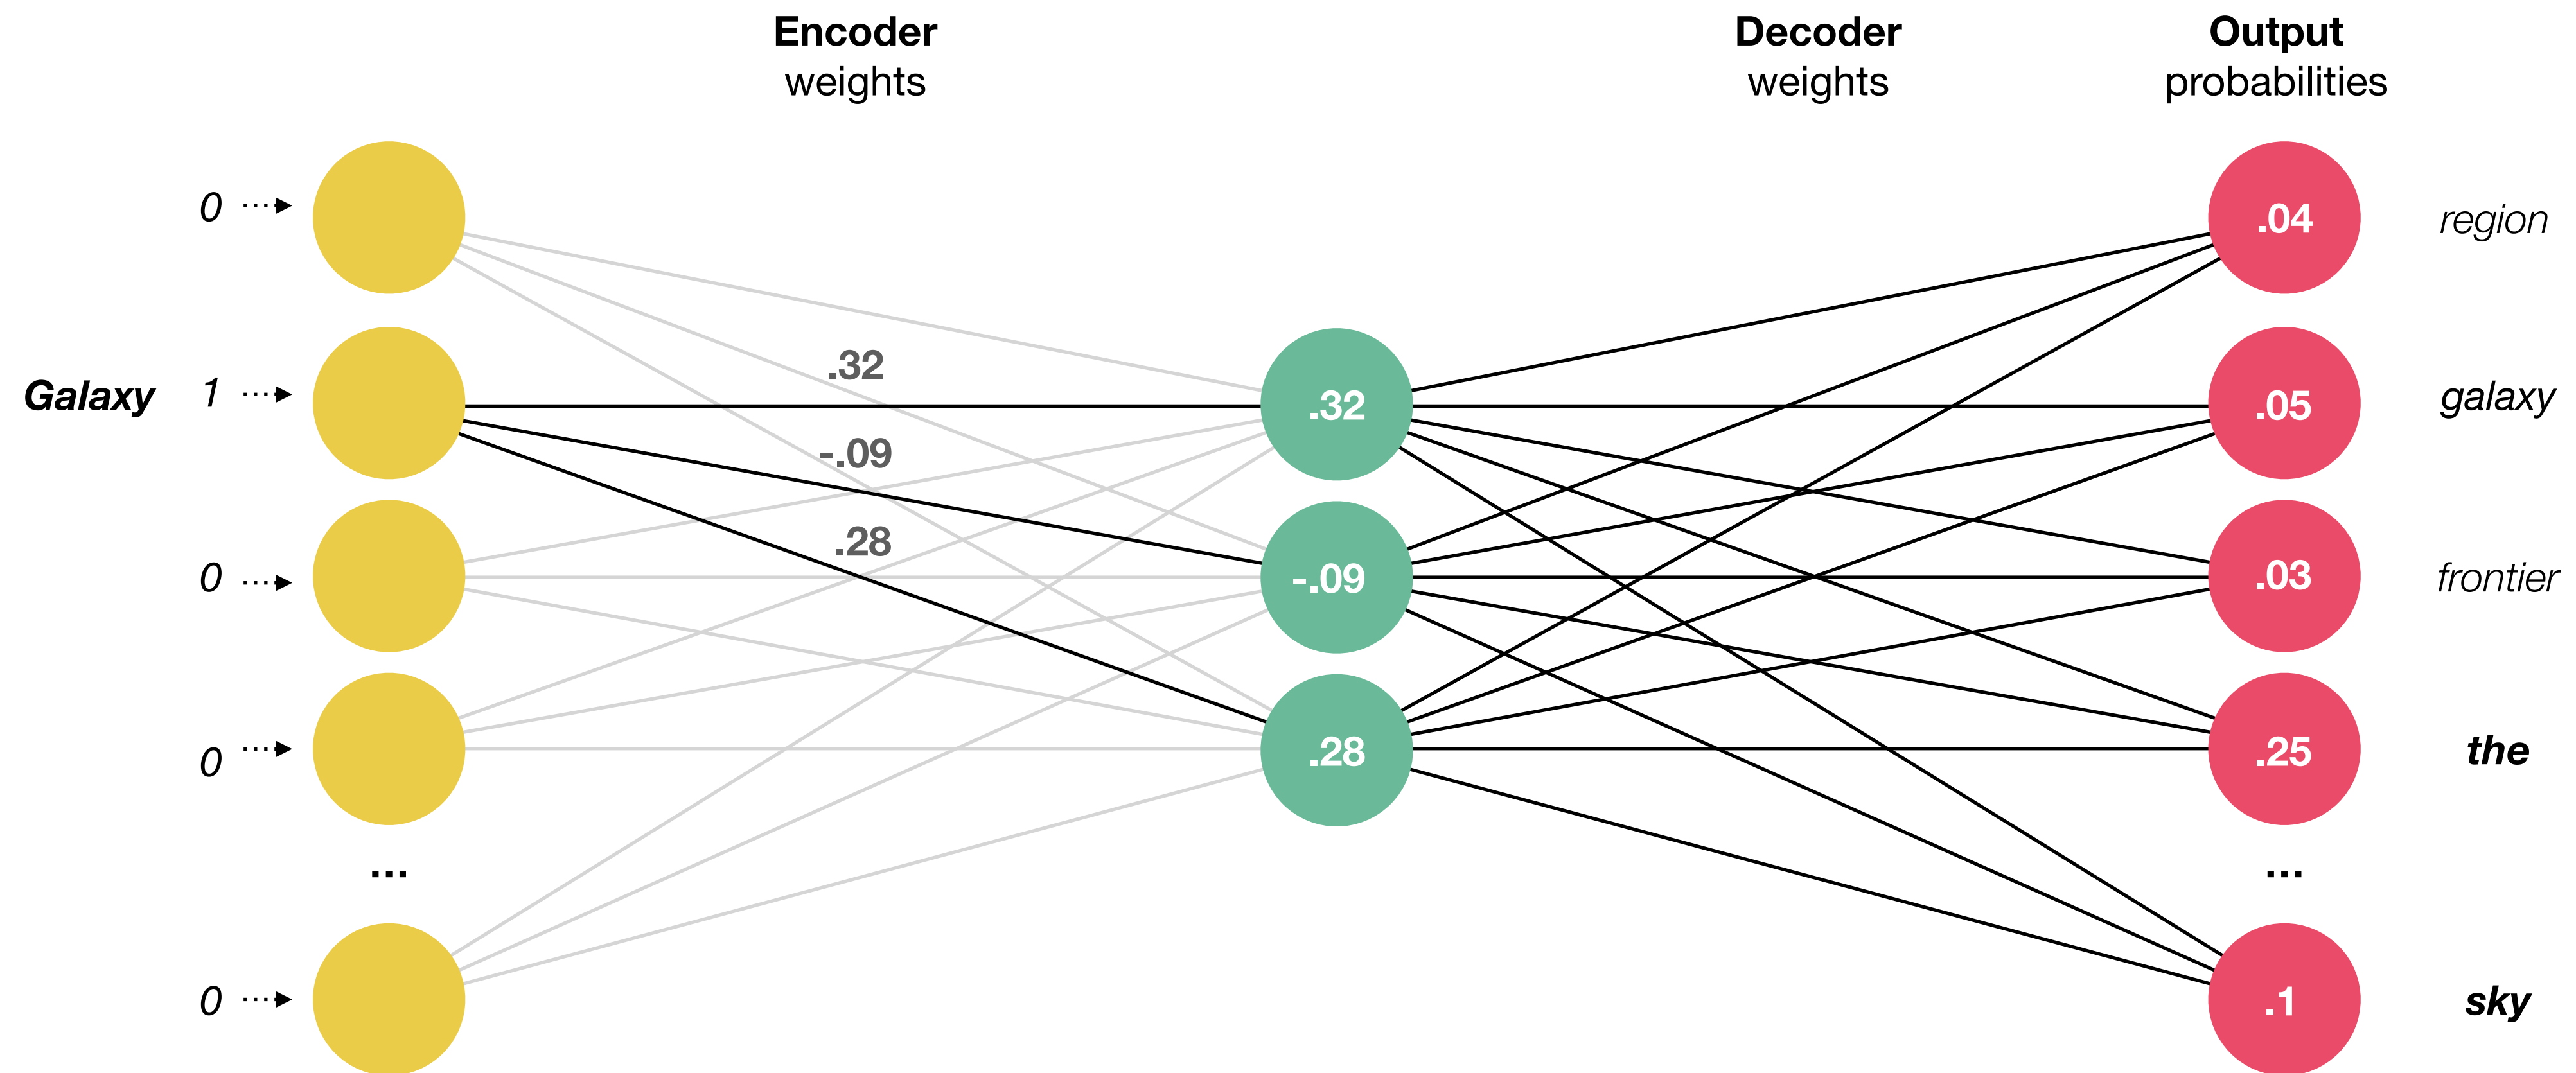 Encoder
weights
Decoder
weights
Output
probabilities
0
.04
region
Galaxy
1
.32
.32
.05
galaxy
-.09
0
.28
-.09
.03
frontier
0
.28
.25
the
...
...
0
.1
sky